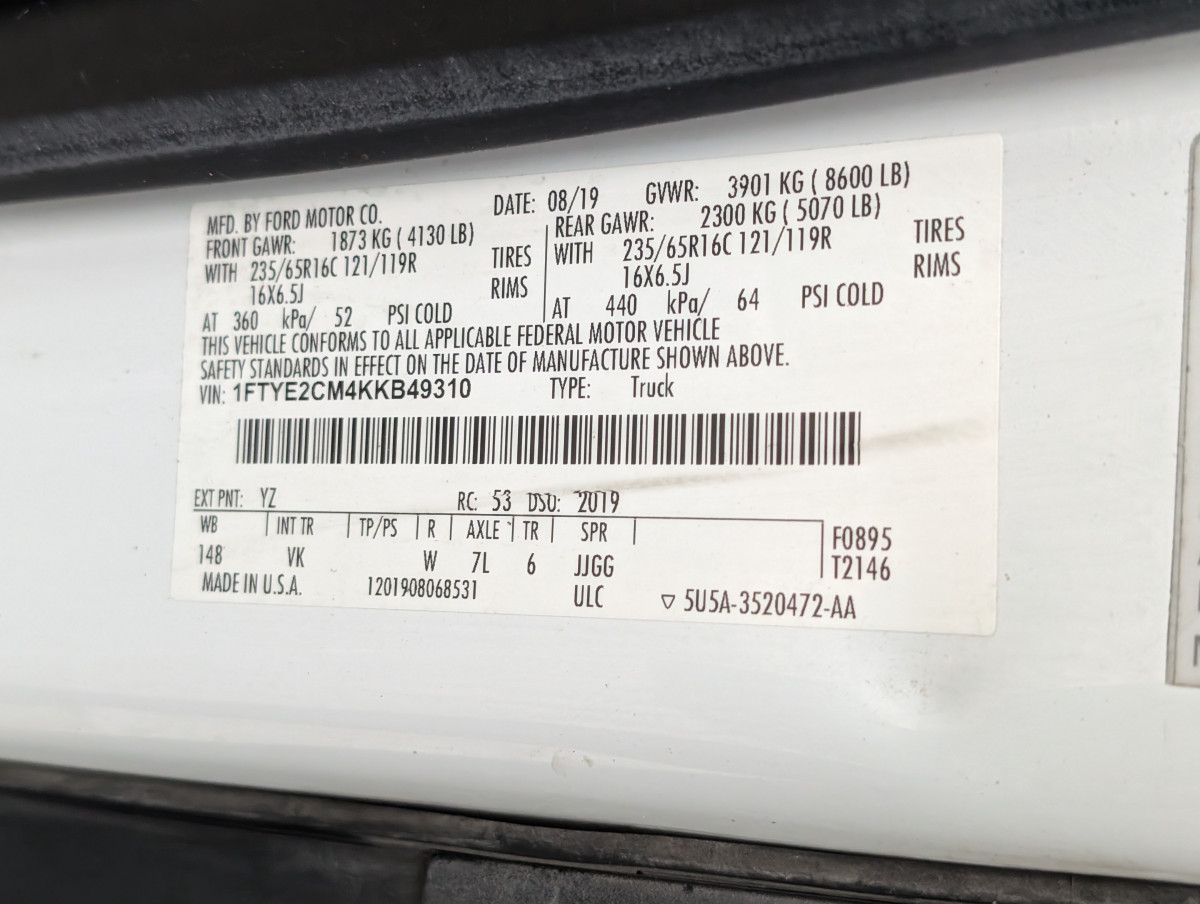 MFD. BY FORD MOTOR CO. DATE: 08/19 GVWR: 3901 KG ( 8600 LB)
FRONT GAWR: 1873 KG ( 4130 LB) REAR GAWR: 2300 KG ( 5070 LB)
WITH 235/65R16C 121/119R TIRES WITH 235/65R16C 121/119R TIRES
16X6.5J RIMS 16X6.5J RIMS
AT 360 kPa/ 52 PSI COLD AT 440 kPa/ 64 PSI COLD
THIS VEHICLE CONFORMS TO ALL APPLICABLE FEDERAL MOTOR VEHICLE
SAFETY STANDARDS IN EFFECT ON THE DATE OF MANUFACTURE SHOWN ABOVE.
VIN: 1FTYE2CM4KKB49310 TYPE: Truck
EXT PNT: YZ RC: 53 DSO: 2019
WB INT TR TP/PS R AXLE TR SPR F0895
148 VK W 7L 6 JJGG T2146
MADE IN U.S.A. 1201908068531 ULC ▽ 5U5A-3520472-AA